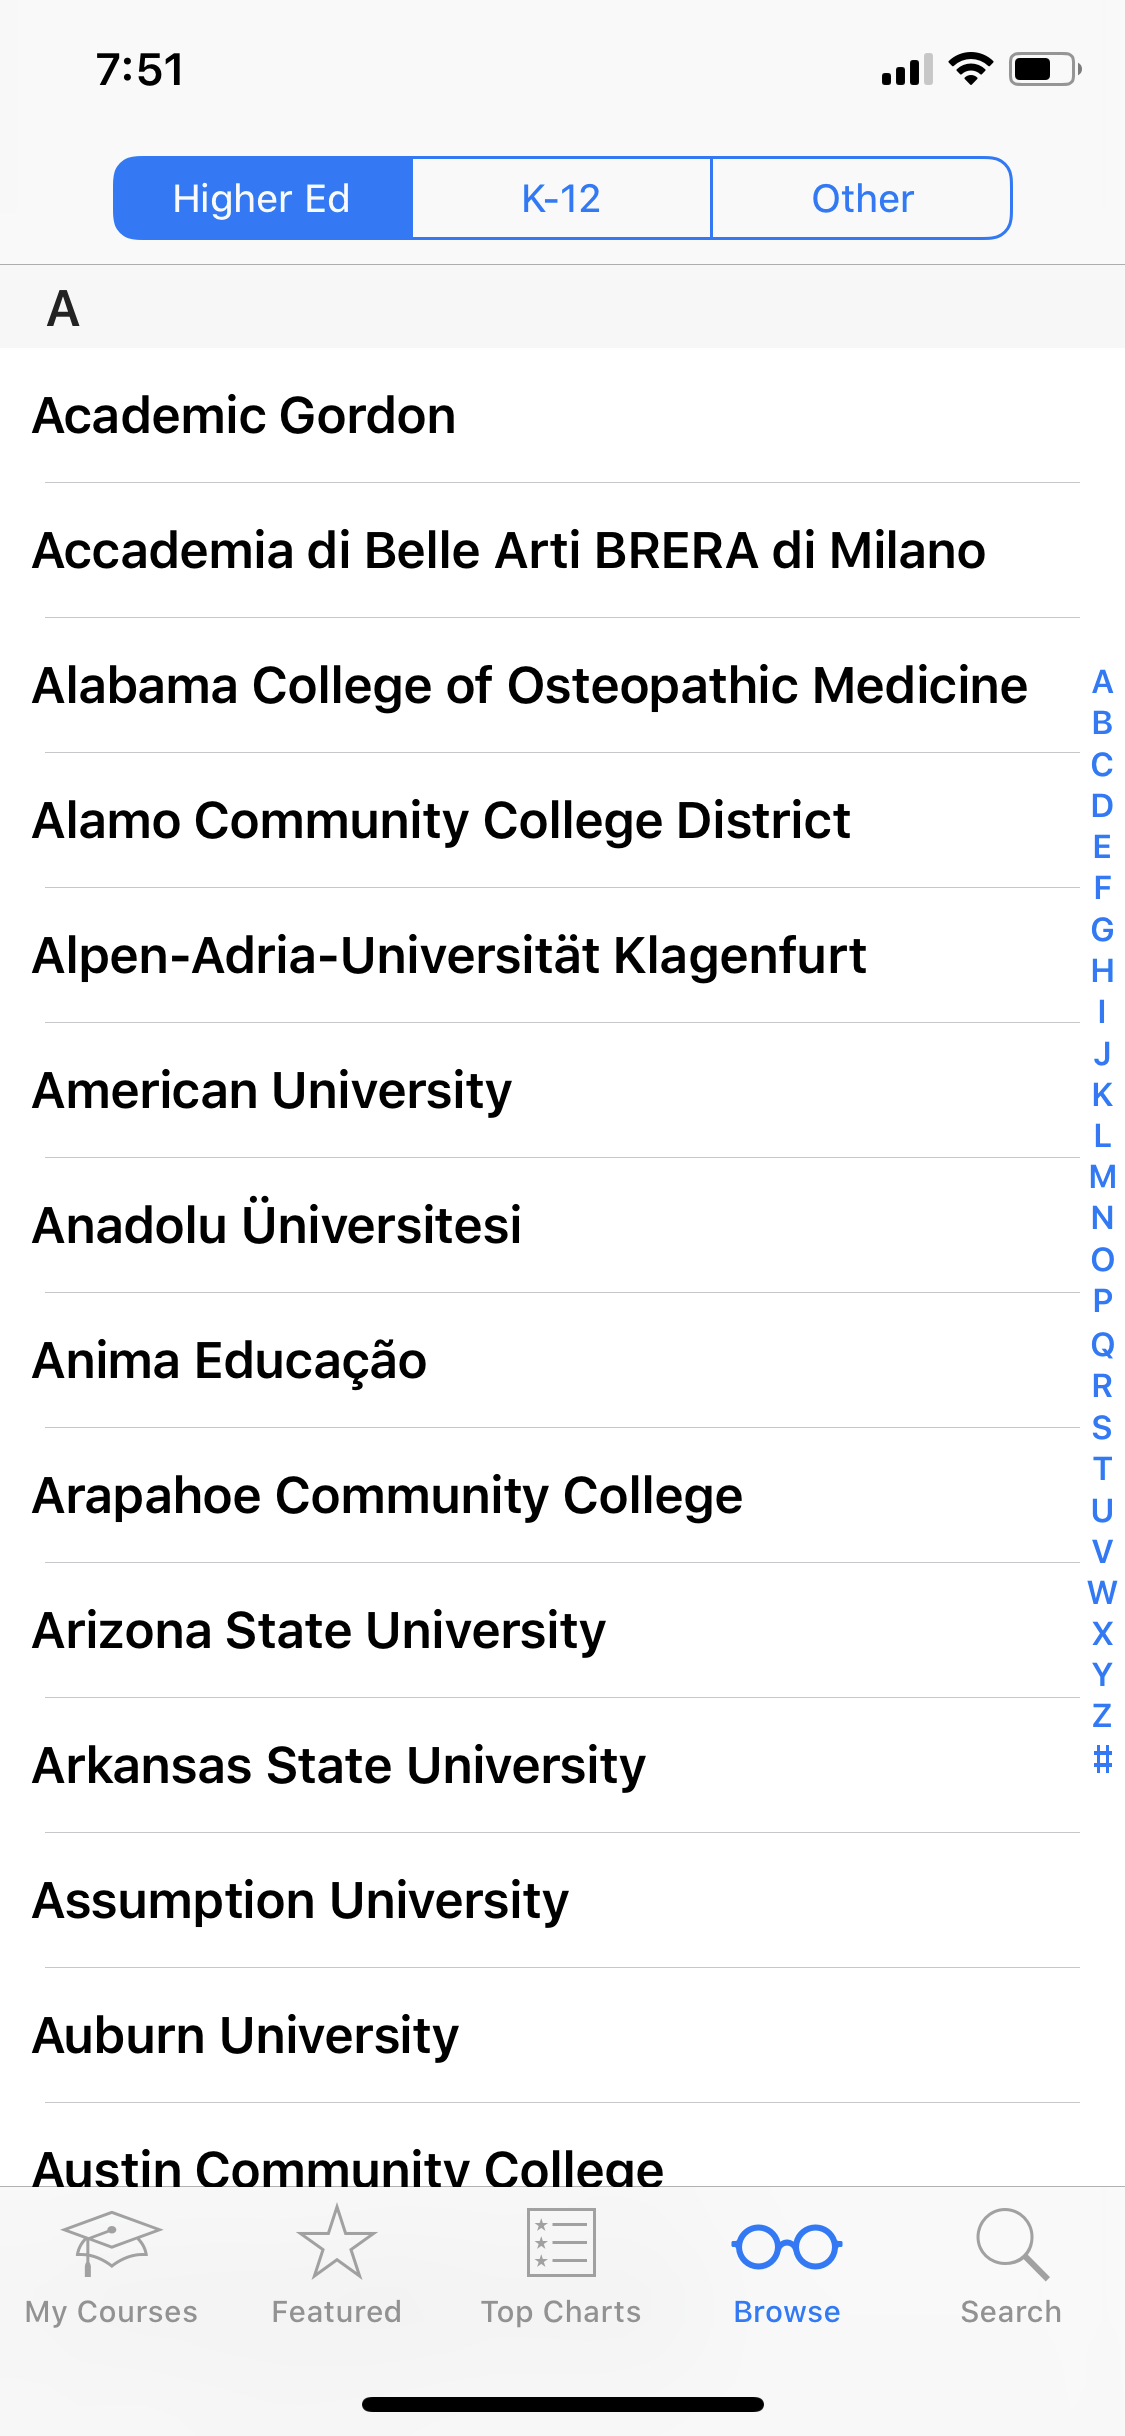 7:51
Higher Ed
K-12
Other
A
Academic Gordon
Accademia di Belle Arti BRERA di Milano
Alabama College of Osteopathic Medicine
Alamo Community College District
Alpen-Adria-Universität Klagenfurt
American University
Anadolu Üniversitesi
Anima Educação
Arapahoe Community College
Arizona State University
Arkansas State University
Assumption University
Auburn University
Austin Community College
A
B
C
D
E
F
G
H
I
J
K
L
M
N
O
P
Q
R
S
T
U
V
W
X
Y
Z
#
My Courses
Featured
Top Charts
Browse
Search